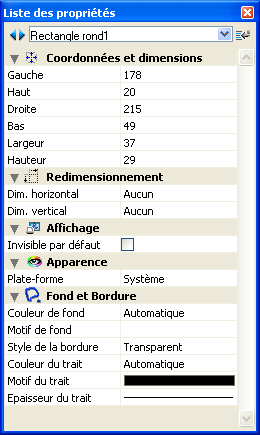 Liste des propriétés
Rectangle rond1
Coordonnées et dimensions
Gauche 178
Haut 20
Droite 215
Bas 49
Largeur 37
Hauteur 29
Redimensionnement
Dim. horizontal Aucun
Dim. vertical Aucun
Affichage
Invisible par défaut
Apparence
Plate-forme Système
Fond et Bordure
Couleur de fond Automatique
Motif de fond
Style de la bordure Transparent
Couleur du trait Automatique
Motif du trait
Epaisseur du trait